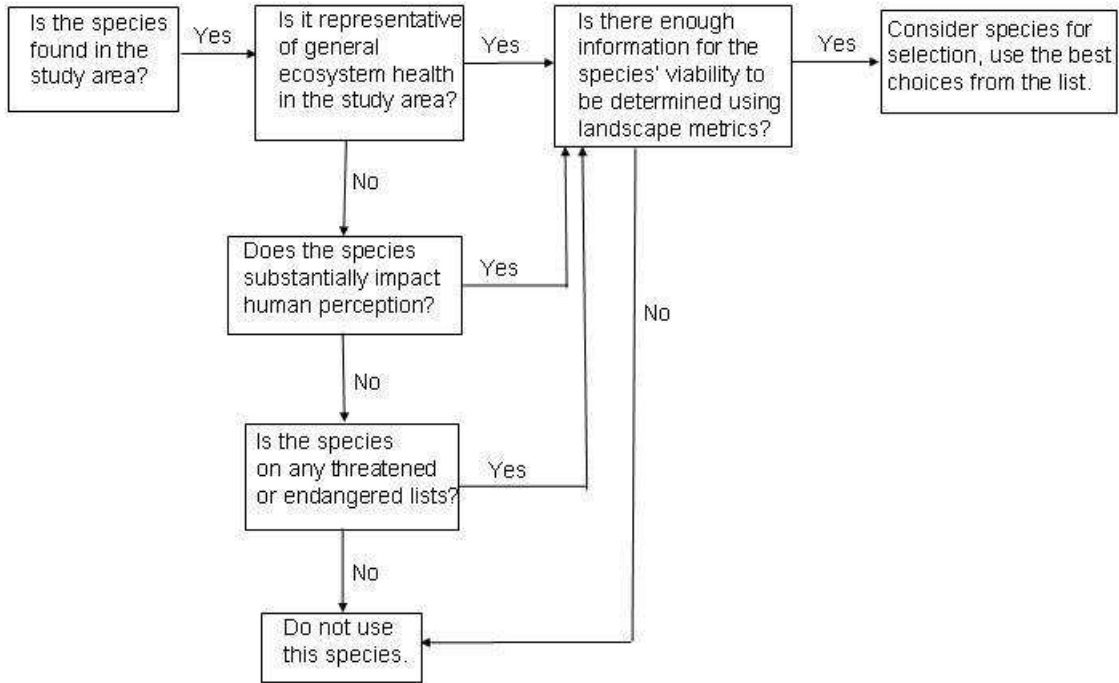 Is the species
found in the
study area?
Yes
Is it representative
of general
ecosystem health
in the study area?
Yes
Is there enough
information for the
species' viability to
be determined using
landscape metrics?
Yes
Consider species for
selection, use the best
choices from the list.
No
Does the species
substantially impact
human perception?
Yes
No
No
Is the species
on any threatened
or endangered lists?
Yes
No
Do not use
this species.